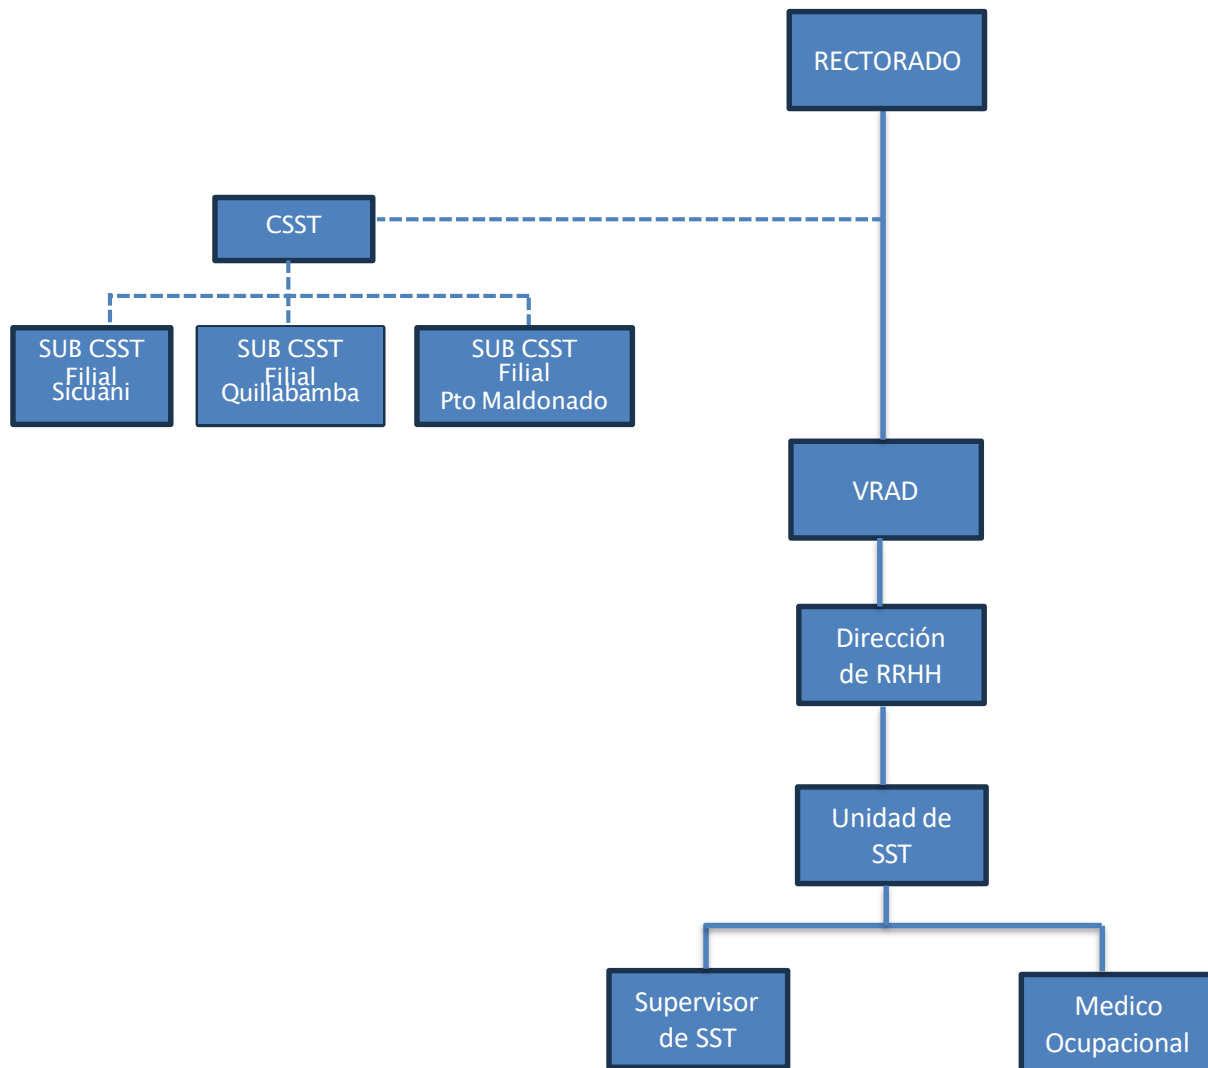 RECTORADO
CSST
SUB CSST
Filial
Sicuani
SUB CSST
Filial
Quillabamba
SUB CSST
Filial
Pto Maldonado
VRAD
Dirección
de RRHH
Unidad de
SST
Supervisor
de SST
Medico
Ocupacional